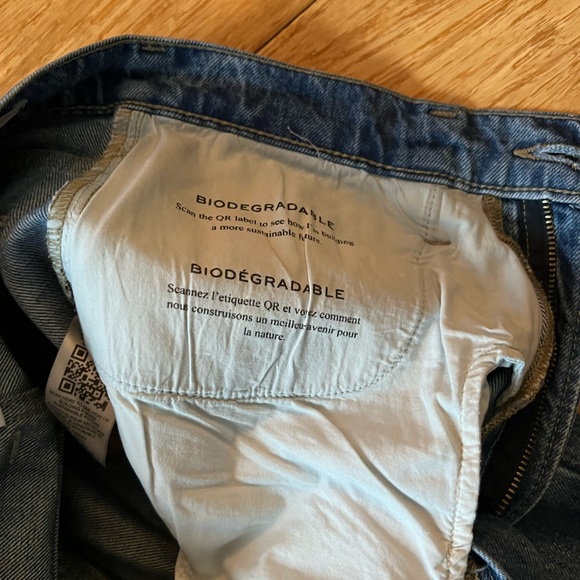 BIODEGRADABLE
Scan the QR label to see how I'm building
a more sustainable future.
BIODÉGRADABLE
Scannez l'etiquette QR et voyez comment
nous construisons un meilleur avenir pour
la nature.